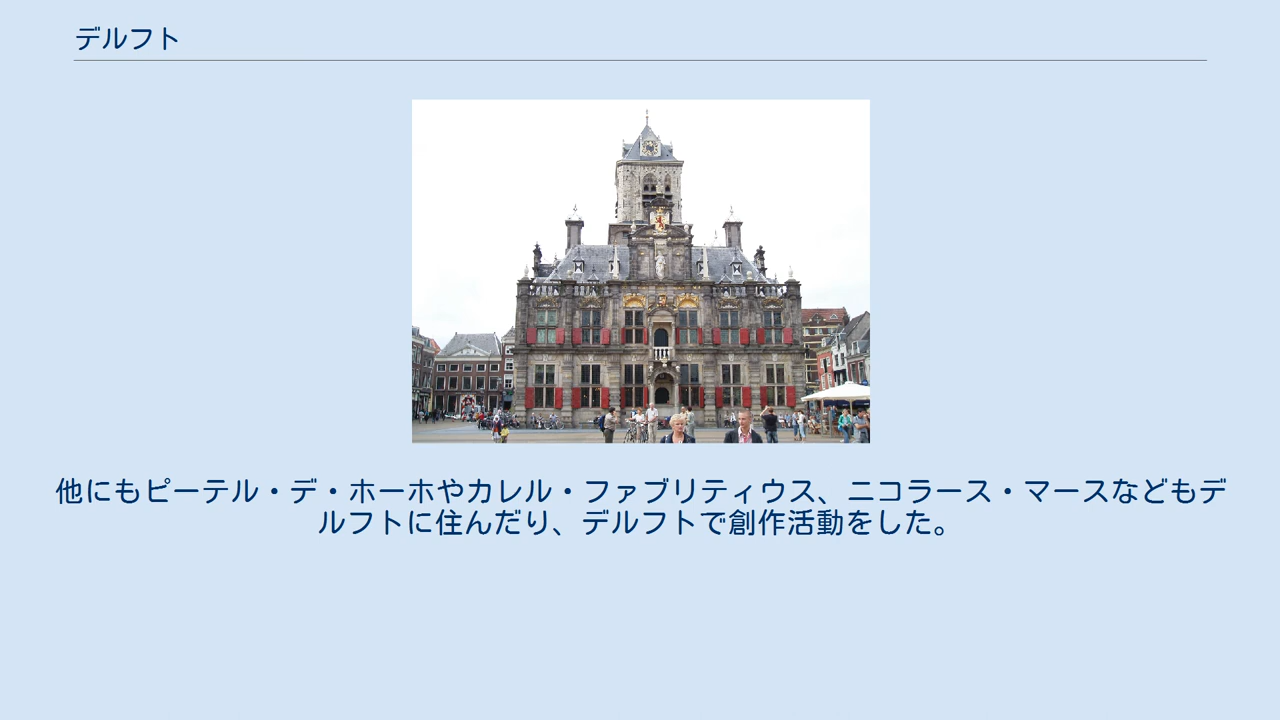 デルフト
他にもピーテル・デ・ホーホやカレル・ファブリティウス、ニコラース・マースなどもデ
ルフトに住んだり、デルフトで創作活動をした。